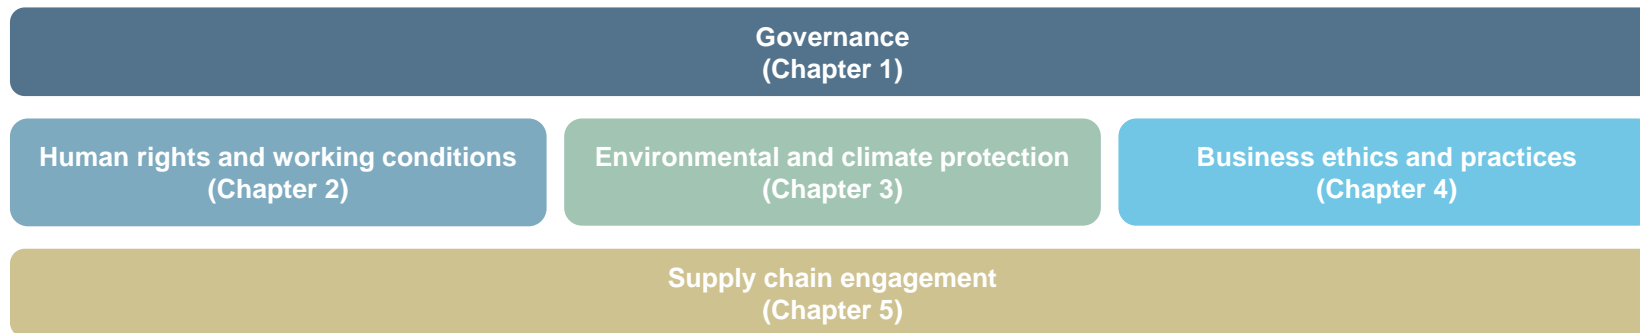 Governance
(Chapter 1)
Human rights and working conditions
(Chapter 2)
Environmental and climate protection
(Chapter 3)
Business ethics and practices
(Chapter 4)
Supply chain engagement
(Chapter 5)